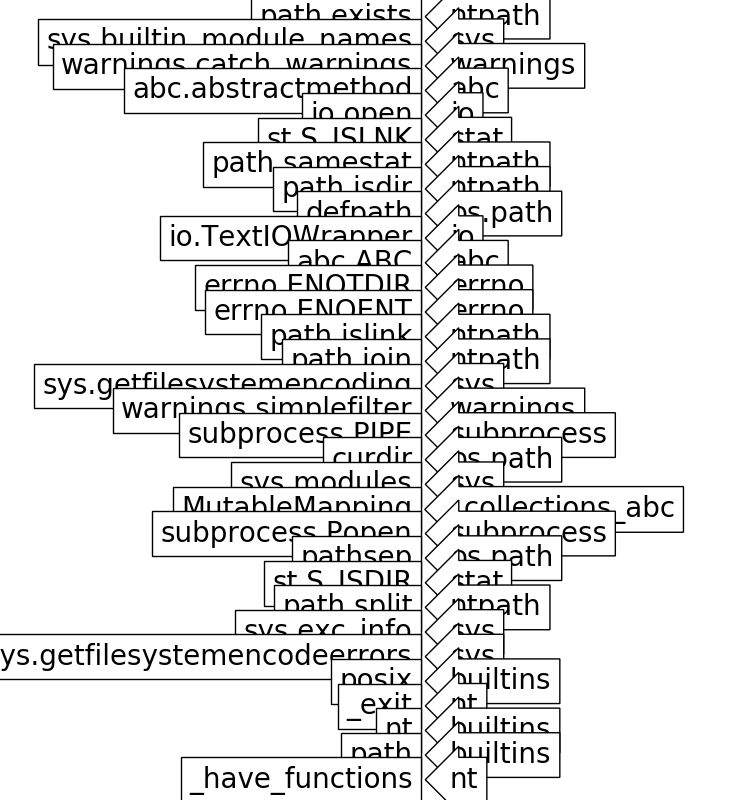 path.exists ntpath
sys.builtin_module_names sys
warnings.catch_warnings warnings
abc.abstractmethod abc
io.open io
st.S_ISLNK stat
path.samestat ntpath
path.isdir ntpath
defpath os.path
io.TextIOWrapper io
abc.ABC abc
errno.ENOTDIR errno
errno.ENOENT errno
path.islink ntpath
path.join ntpath
sys.getfilesystemencoding sys
warnings.simplefilter warnings
subprocess.PIPE subprocess
curdir os.path
sys.modules sys
MutableMapping collections_abc
subprocess.Popen subprocess
pathsep os.path
st.S_ISDIR stat
path.split ntpath
sys.exc_info sys
ys.getfilesystemencodeerrors sys
posix builtins
_exit nt
nt builtins
path builtins
_have_functions nt